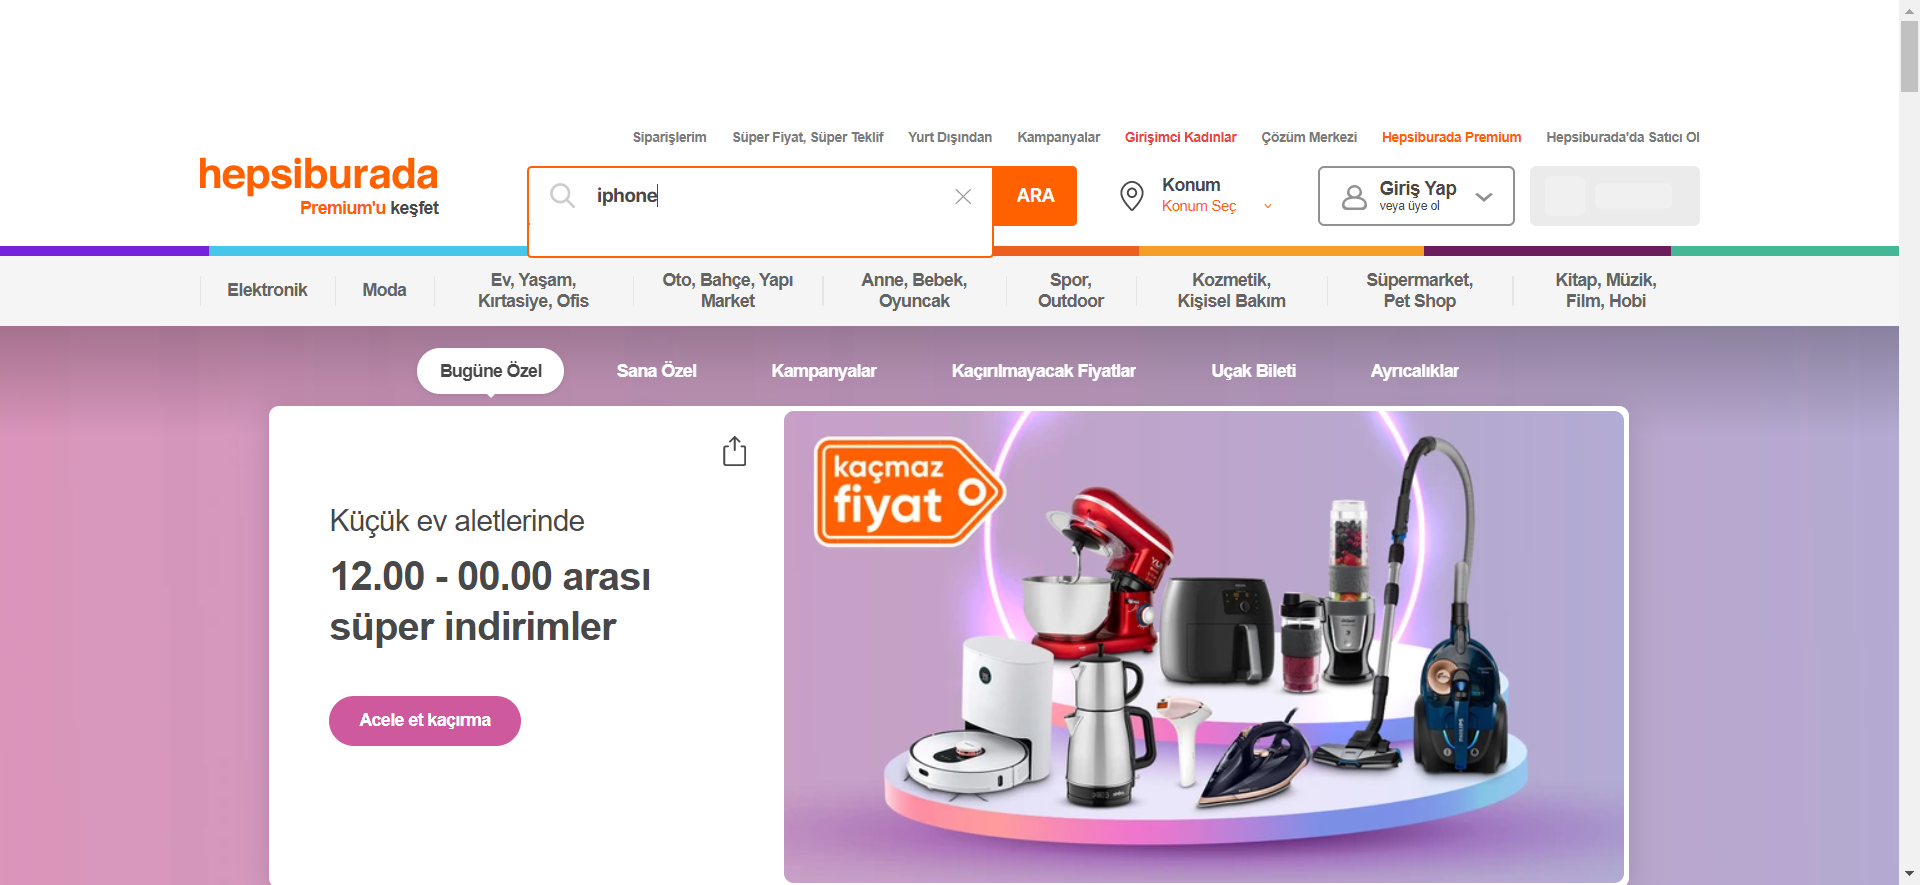 Siparişlerim Süper Fiyat, Süper Teklif Yurt Dışından Kampanyalar Girişimci Kadınlar Çözüm Merkezi Hepsiburada Premium Hepsiburada'da Satıcı Ol
hepsiburada
Premium'u keşfet
iphone
ARA
Konum
Konum Seç
Giriş Yap
veya üye ol
Elektronik
Moda
Ev, Yaşam,
Kırtasiye, Ofis
Oto, Bahçe, Yapı
Market
Anne, Bebek,
Oyuncak
Spor,
Outdoor
Kozmetik,
Kişisel Bakım
Süpermarket,
Pet Shop
Kitap, Müzik,
Film, Hobi
Bugüne Özel Sana Özel Kampanyalar Kaçırılmayacak Fiyatlar Uçak Bileti Ayrıcalıklar
Küçük ev aletlerinde
12.00 - 00.00 arası
süper indirimler
Acele et kaçırma
kaçmaz
fiyat
PHILIPS